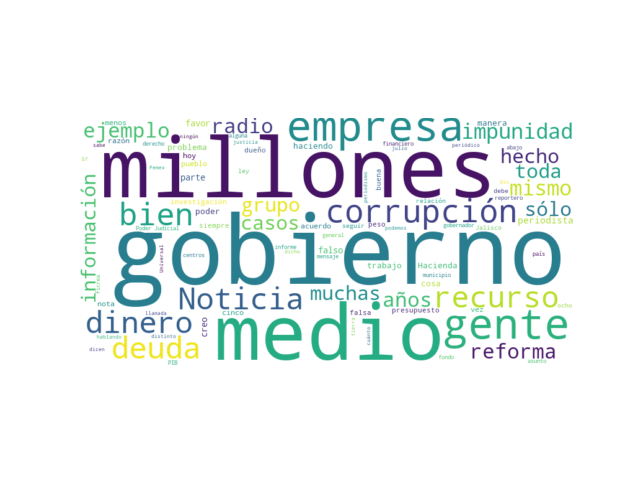 menos
favor
alguna
financiero
manera
ejemplo
radio
empresa
impunidad
razón
ningún
sabe
derecho
justicia
julio
periódico
abajo
problema
haciendo
dueño
hecho
ir
hoy
pueblo
ley
millones
buena
toda
Pemex
parte
periodismo
debe
mismo
información
investigación
relación
reportero
bien
poder
grupo
corrupción
sólo
periodista
casos
Poder Judicial
siempre
acuerdo
seguir
peso
podemos
gobernador
Jalisco
general
gobierno
informe
falso
país
Universal
centros
mensaje
trabajo
Hacienda
cosa
municipio
Noticia
muchas
años
recurso
ocho
nota
llamada
cinco
creo
falsa
presupuesto
vez
dinero
distinto
medio
gente
hablando
tierra
cuanto
deuda
reforma
dicen
PIB
fondo
asunto